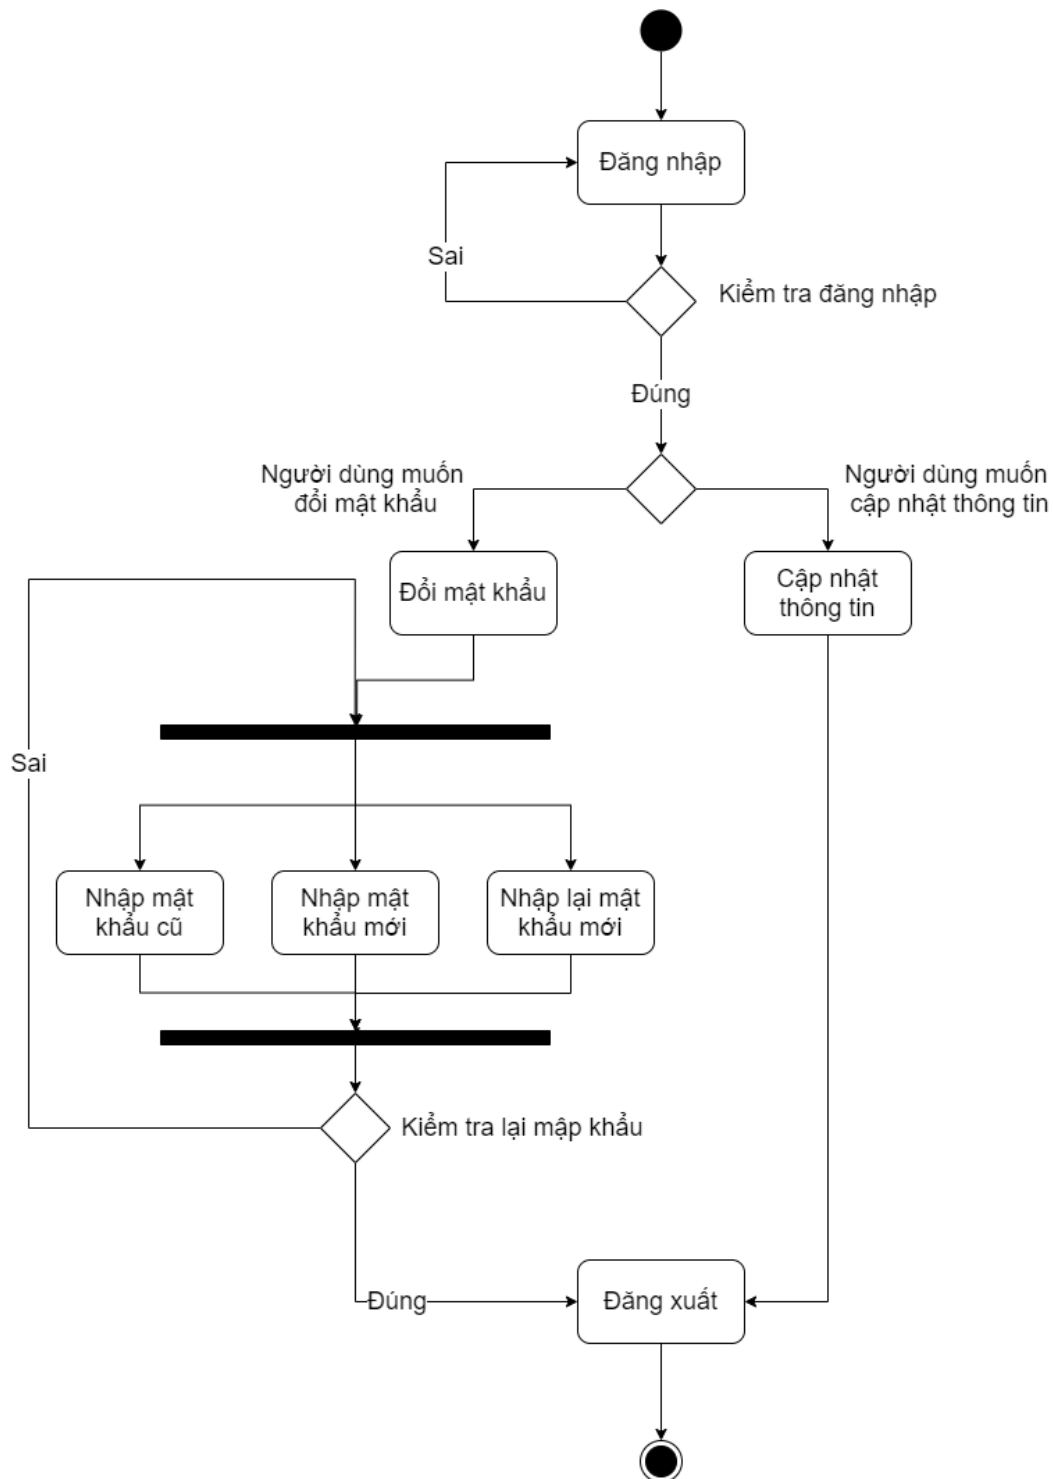 Đăng nhập
Sai
Kiểm tra đăng nhập
Đúng
Người dùng muốn
đổi mật khẩu
Người dùng muốn
cập nhật thông tin
Đổi mật khẩu
Cập nhật
thông tin
Sai
Nhập mật
khẩu cũ
Nhập mật
khẩu mới
Nhập lại mật
khẩu mới
Kiểm tra lại mập khẩu
Đúng
Đăng xuất